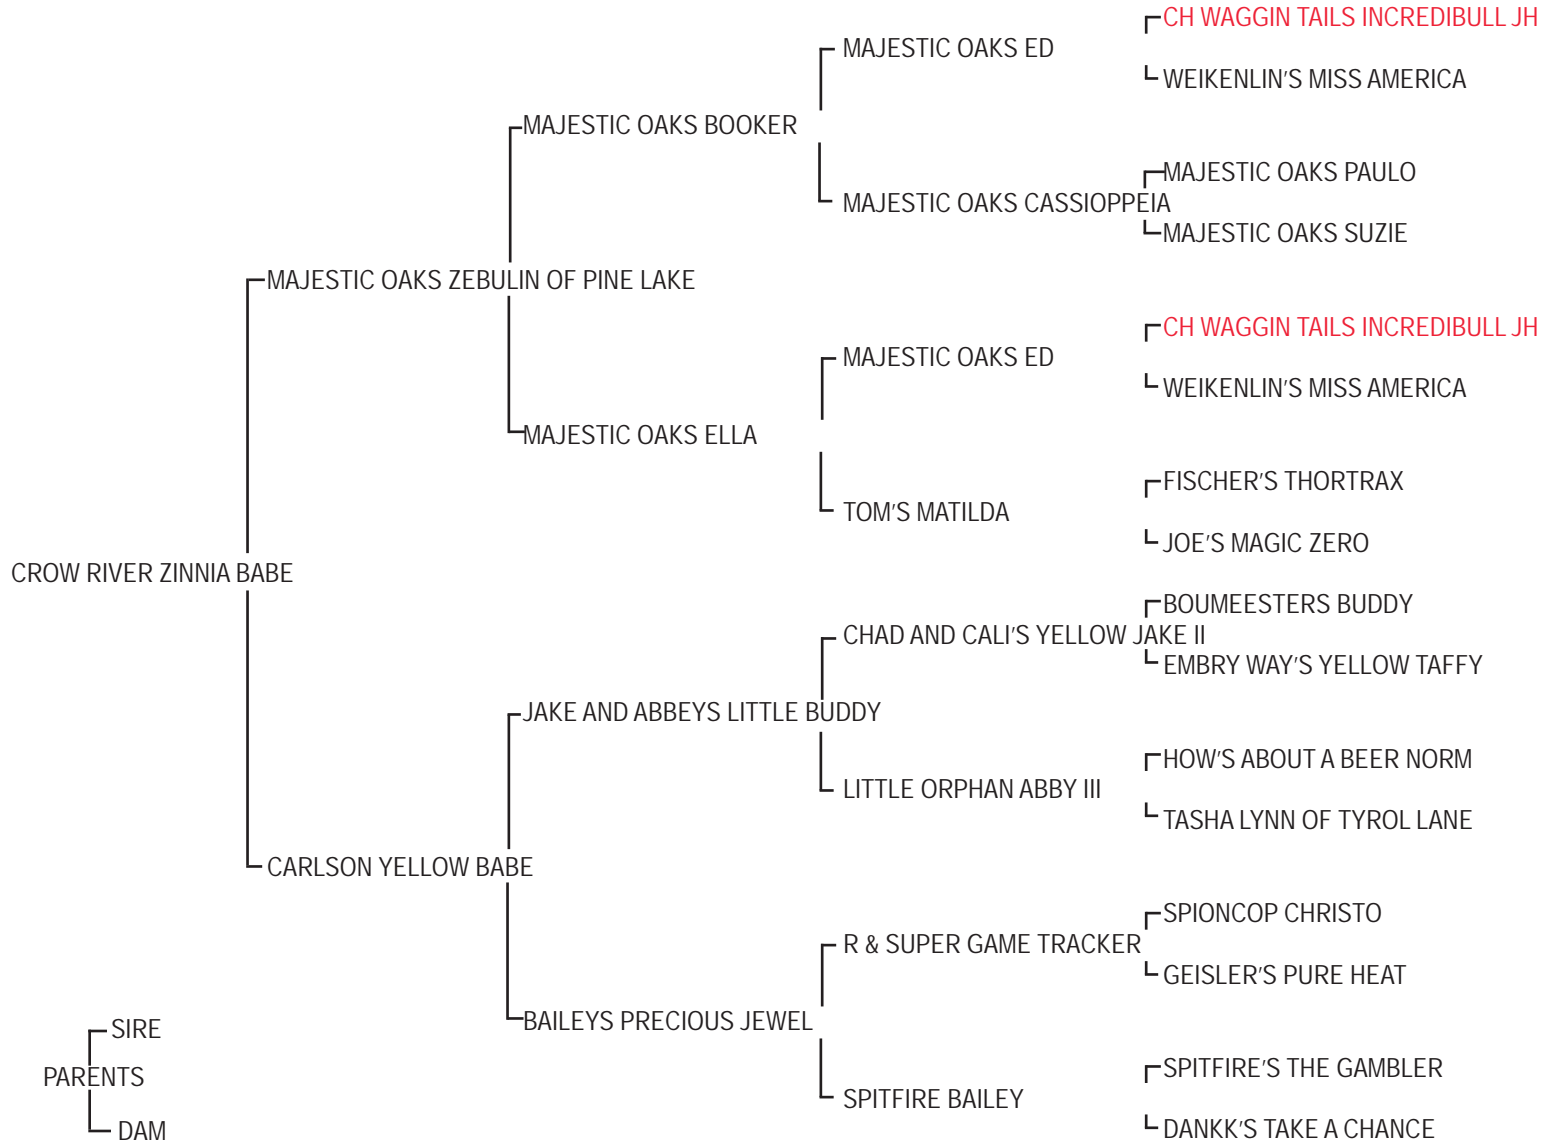 CH WAGGIN TAILS INCREDIBULL JH
MAJESTIC OAKS ED
WEIKENLIN'S MISS AMERICA
MAJESTIC OAKS BOOKER
MAJESTIC OAKS PAULO
MAJESTIC OAKS CASSIOPPEIA
MAJESTIC OAKS SUZIE
MAJESTIC OAKS ZEBULIN OF PINE LAKE
CH WAGGIN TAILS INCREDIBULL JH
MAJESTIC OAKS ED
WEIKENLIN'S MISS AMERICA
MAJESTIC OAKS ELLA
FISCHER'S THORTRAX
TOM'S MATILDA
JOE'S MAGIC ZERO
CROW RIVER ZINNIA BABE
BOUMEESTERS BUDDY
CHAD AND CALI'S YELLOW JAKE II
EMBRY WAY'S YELLOW TAFFY
JAKE AND ABBEYS LITTLE BUDDY
HOW'S ABOUT A BEER NORM
LITTLE ORPHAN ABBY III
TASHA LYNN OF TYROL LANE
CARLSON YELLOW BABE
SPIONCOP CHRISTO
R & SUPER GAME TRACKER
GEISLER'S PURE HEAT
BAILEYS PRECIOUS JEWEL
SPITFIRE'S THE GAMBLER
SPITFIRE BAILEY
DANKK'S TAKE A CHANCE
SIRE
PARENTS
DAM